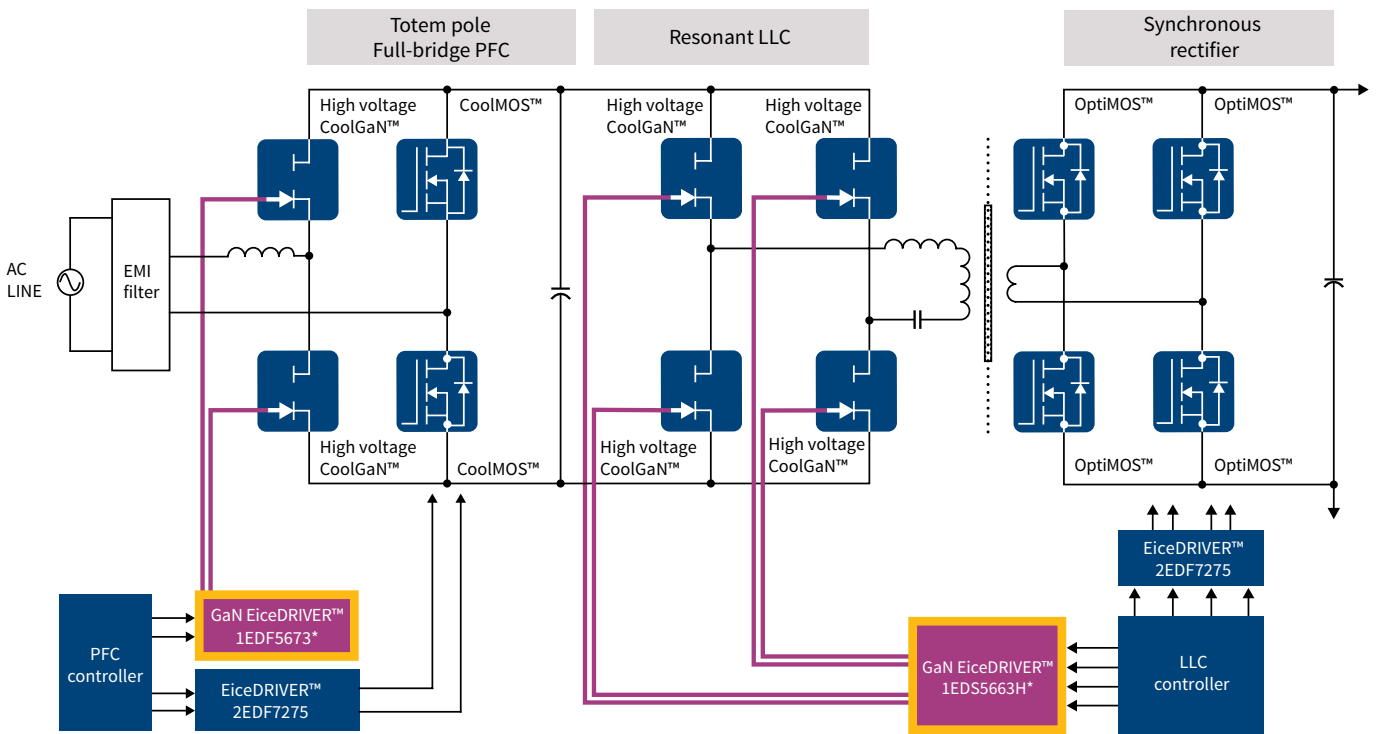 Totem pole
Full-bridge PFC
Resonant LLC
Synchronous
rectifier
High voltage
CoolGaN™
CoolMOS™
High voltage
CoolGaN™
High voltage
CoolGaN™
OptiMOS™
OptiMOS™
AC
LINE
EMI
filter
High voltage
CoolGaN™
CoolMOS™
High voltage
CoolGaN™
High voltage
CoolGaN™
OptiMOS™
OptiMOS™
PFC
controller
GaN EiceDRIVER™
1EDF5673*
EiceDRIVER™
2EDF7275
GaN EiceDRIVER™
1EDS5663H*
EiceDRIVER™
2EDF7275
LLC
controller